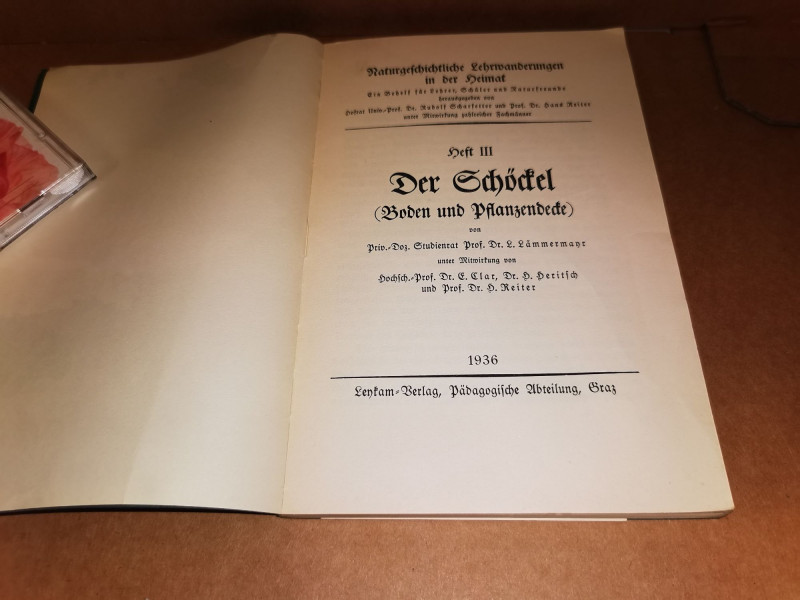 Naturgeschichtliche Lehrwanderungen
in der Heimat
Ein Behelf für Lehrer, Schüler und Naturfreunde
herausgegeben von
Hofrat Univ.-Prof. Dr. Rudolf Scharfetter und Prof. Dr. Hans Reiter
unter Mitwirkung zahlreicher Fachmänner
Heft III
Der Schöckel
(Boden und Pflanzendecke)
von
Priv.-Doz. Studienrat Prof. Dr. L. Lämmermayr
unter Mitwirkung von
Hochsch.-Prof. Dr. E. Clar, Dr. H. Heritsch
und Prof. Dr. H. Reiter
1936
Leykam-Verlag, Pädagogische Abteilung, Graz